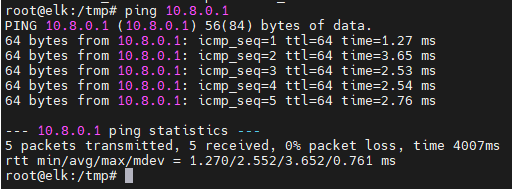 root@elk:/tmp# ping 10.8.0.1
PING 10.8.0.1 (10.8.0.1) 56(84) bytes of data.
64 bytes from 10.8.0.1: icmp_seq=1 ttl=64 time=1.27 ms
64 bytes from 10.8.0.1: icmp_seq=2 ttl=64 time=3.65 ms
64 bytes from 10.8.0.1: icmp_seq=3 ttl=64 time=2.53 ms
64 bytes from 10.8.0.1: icmp_seq=4 ttl=64 time=2.54 ms
64 bytes from 10.8.0.1: icmp_seq=5 ttl=64 time=2.76 ms

--- 10.8.0.1 ping statistics ---
5 packets transmitted, 5 received, 0% packet loss, time 4007ms
rtt min/avg/max/mdev = 1.270/2.552/3.652/0.761 ms
root@elk:/tmp#